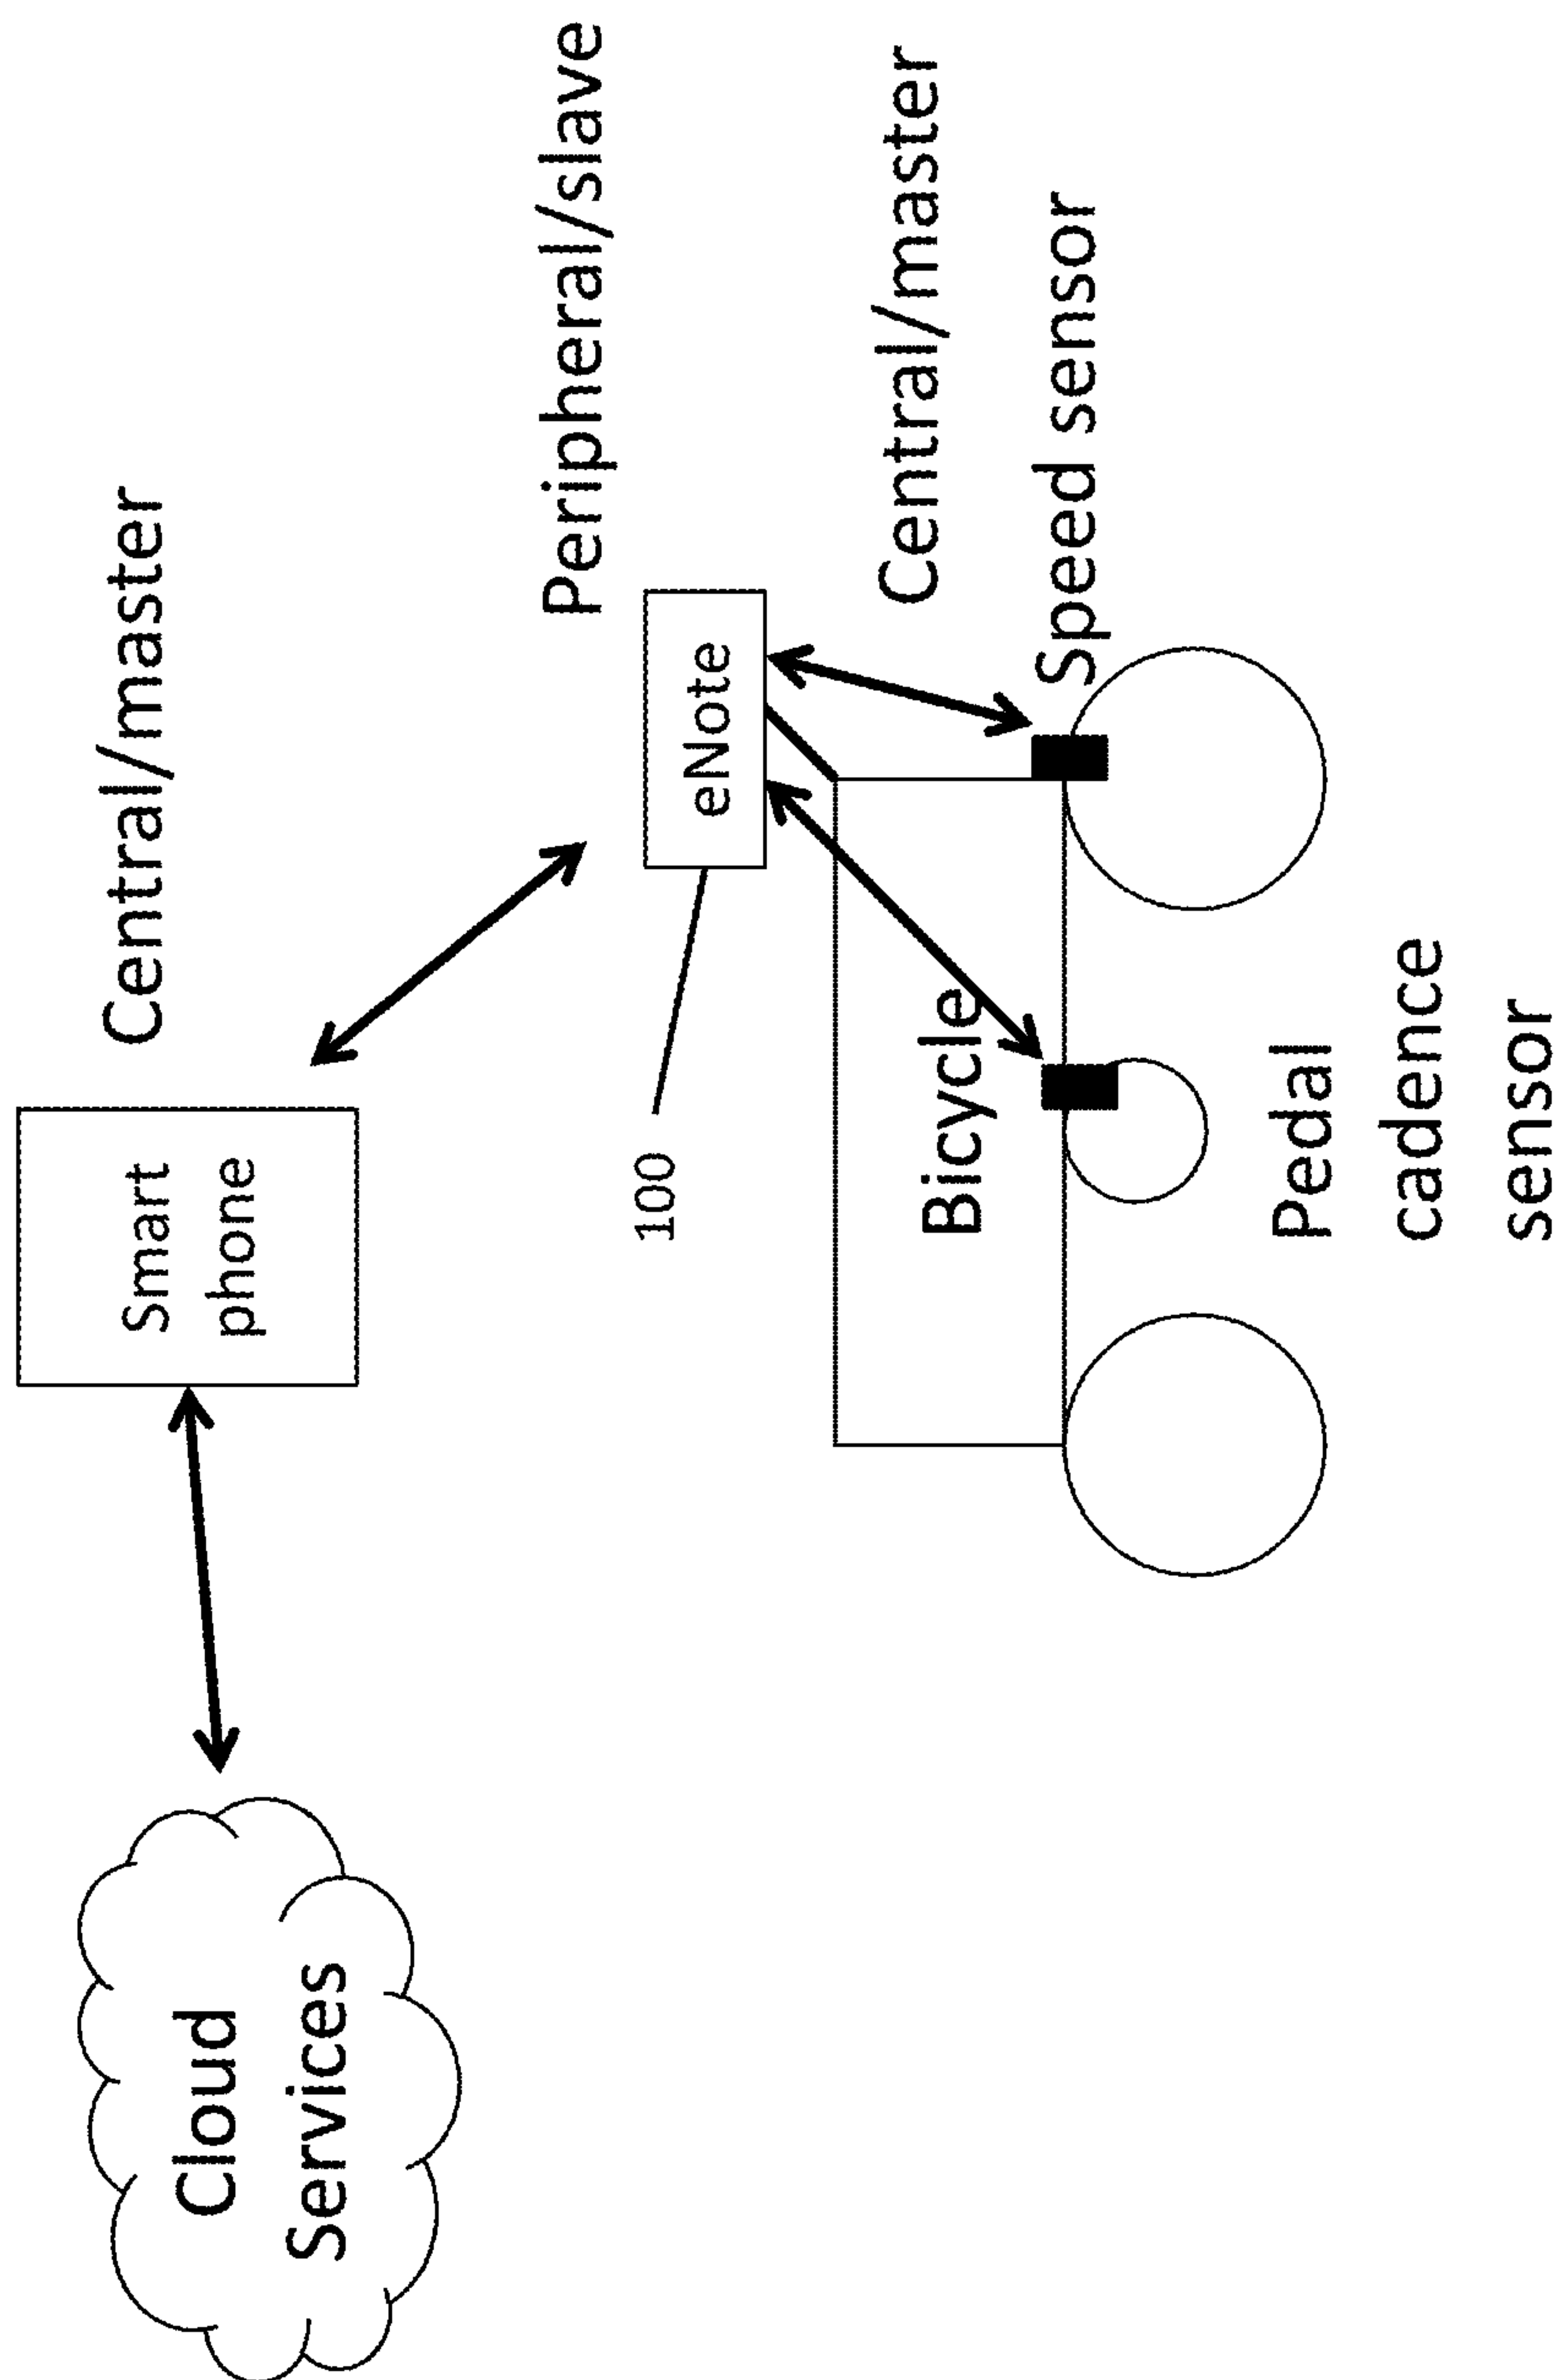 Cloud
Services
Smart
phone
Central/master
Peripheral/slave
eNote
100
Central/master
Bicycle
Speed sensor
Pedal
cadence
sensor